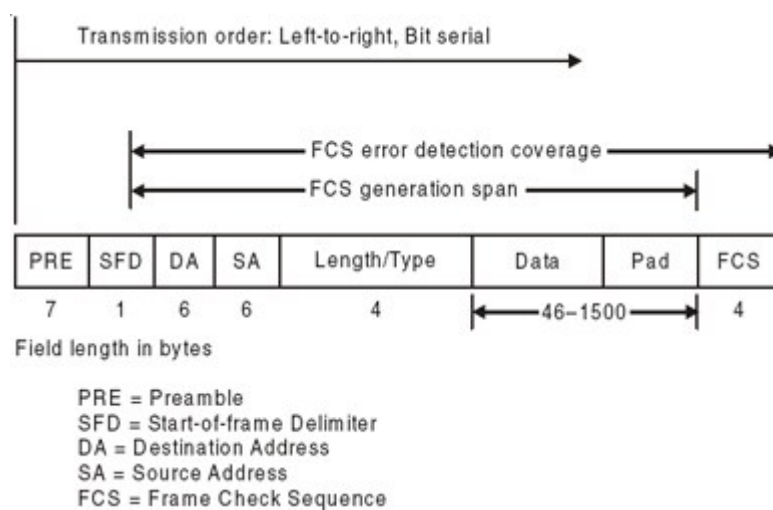 Transmission order: Left-to-right, Bit serial
FCS error detection coverage
FCS generation span
PRE SFD DA SA Length/Type Data Pad FCS
7 1 6 6 4 46–1500 4
Field length in bytes
PRE = Preamble
SFD = Start-of-frame Delimiter
DA = Destination Address
SA = Source Address
FCS = Frame Check Sequence